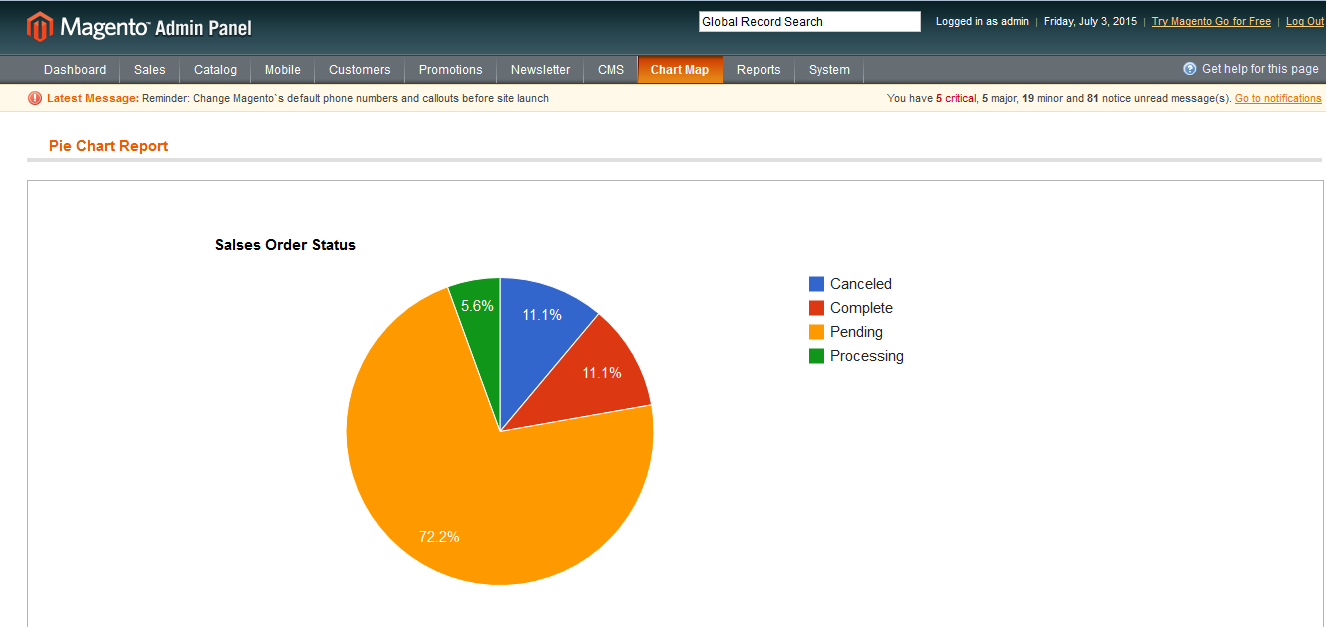 Magento™ Admin Panel
Global Record Search
Logged in as admin | Friday, July 3, 2015 | Try Magento Go for Free | Log Out
Dashboard Sales Catalog Mobile Customers Promotions Newsletter CMS Chart Map Reports System
Get help for this page
Latest Message: Reminder: Change Magento`s default phone numbers and callouts before site launch
You have 5 critical, 5 major, 19 minor and 81 notice unread message(s). Go to notifications
Pie Chart Report
Salses Order Status
Canceled
Complete
Pending
Processing
5.6%
11.1%
11.1%
72.2%